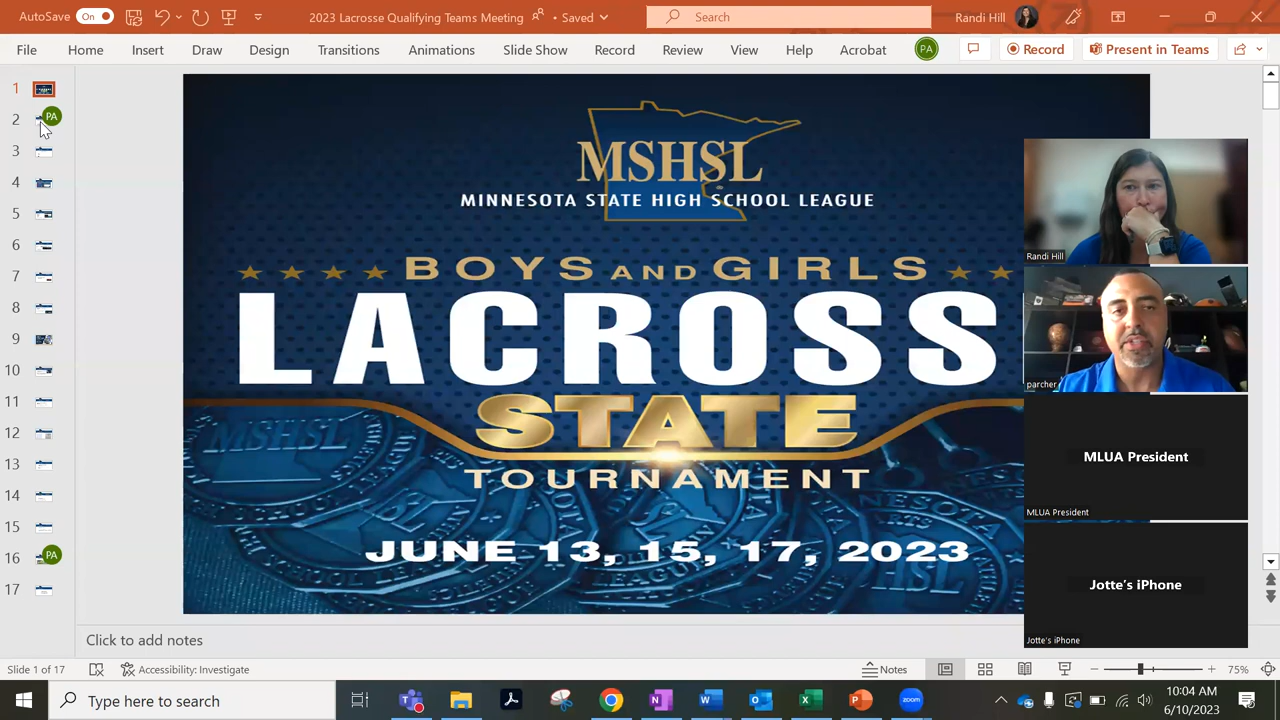 AutoSave On 2023 Lacrosse Qualifying Teams Meeting • Saved Search Randi Hill
File Home Insert Draw Design Transitions Animations Slide Show Record Review View Help Acrobat PA Record Present in Teams
1
2 PA
3
4
6
7
8
9
10
11
12
13
14
15
16 PA
17
MSHSL
MINNESOTA STATE HIGH SCHOOL LEAGUE
BOYS AND GIRLS
LACROSS
STATE
TOURNAMENT
JUNE 13, 15, 17, 2023
Randi Hill
parcher
MLUA President
MLUA President
Jotte's iPhone
Jotte's iPhone
Click to add notes
Slide 1 of 17 Accessibility: Investigate Notes 75%
Type here to search
10:04 AM
6/10/2023